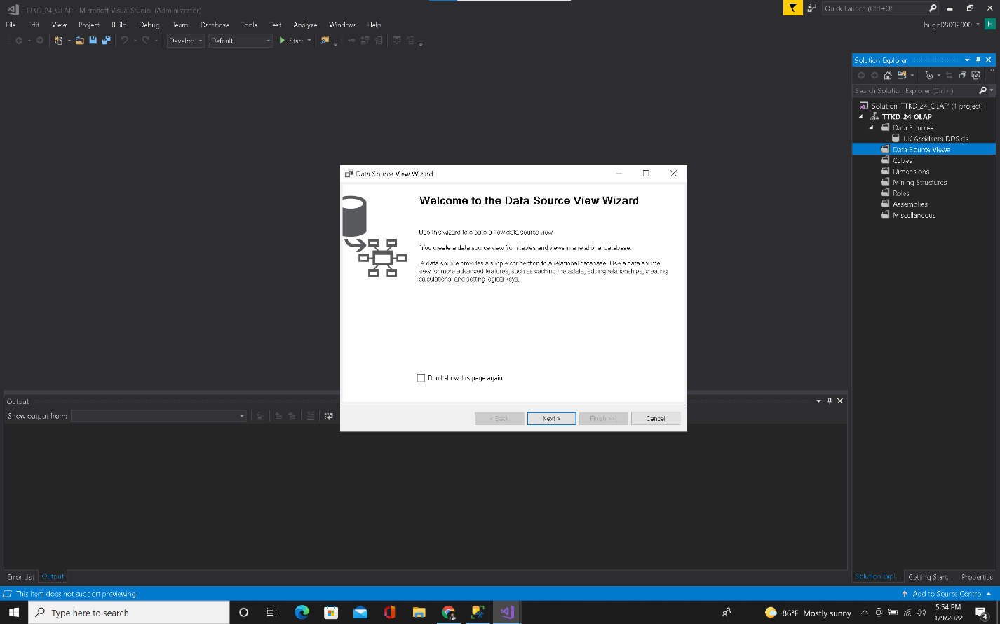 TTKD_24_OLAP - Microsoft Visual Studio (Administrator)
Quick Launch (Ctrl+Q)
File Edit View Project Build Debug Team Database Tools Test Analyze Window Help
hugo08092000 H
Develop Default Start
Solution Explorer
Search Solution Explorer (Ctrl+;)
Solution 'TTKD_24_OLAP' (1 project)
TTKD_24_OLAP
Data Sources
UK Accidents DDS.ds
Data Source Views
Cubes
Dimensions
Mining Structures
Roles
Assemblies
Miscellaneous
Data Source View Wizard
Welcome to the Data Source View Wizard
Use this wizard to create a new data source view.
You create a data source view from tables and views in a relational database.
A data source provides a simple connection to a relational database. Use a data source
view for more advanced features, such as caching metadata, adding relationships, creating
calculations, and setting logical keys.
Don't show this page again
< Back Next > Finish >>| Cancel
Output
Show output from:
Error List Output
Solution Expl... Getting Start... Properties
This item does not support previewing
Add to Source Control
Type here to search
86°F Mostly sunny
5:54 PM
1/9/2022
4